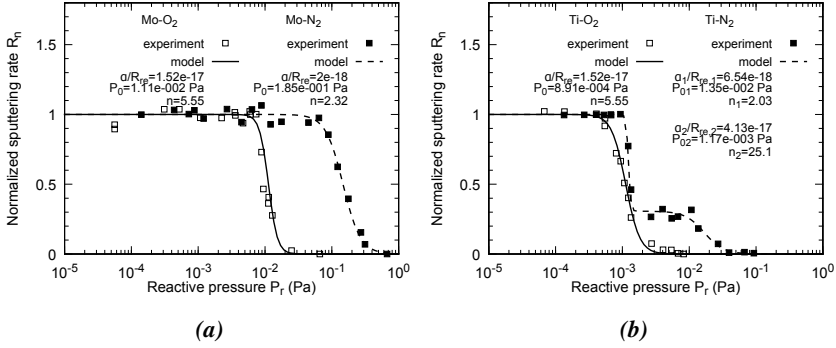 Mo-O2 Mo-N2
experiment experiment
model model
α/Rre=1.52e-17 α/Rre=2e-18
P0=1.11e-002 Pa P0=1.85e-001 Pa
n=5.55 n=2.32
Normalized sputtering rate Rn
1.5
1
0.5
0
10-5 10-4 10-3 10-2 10-1 100
Reactive pressure Pr (Pa)
(a)
Ti-O2 Ti-N2
experiment experiment
model model
α/Rre=1.52e-17 α1/Rre,1=6.54e-18
P0=8.91e-004 Pa P01=1.35e-002 Pa
n=5.55 n1=2.03
α2/Rre,2=4.13e-17
P02=1.17e-003 Pa
n2=25.1
Normalized sputtering rate Rn
1.5
1
0.5
0
10-5 10-4 10-3 10-2 10-1 100
Reactive pressure Pr (Pa)
(b)